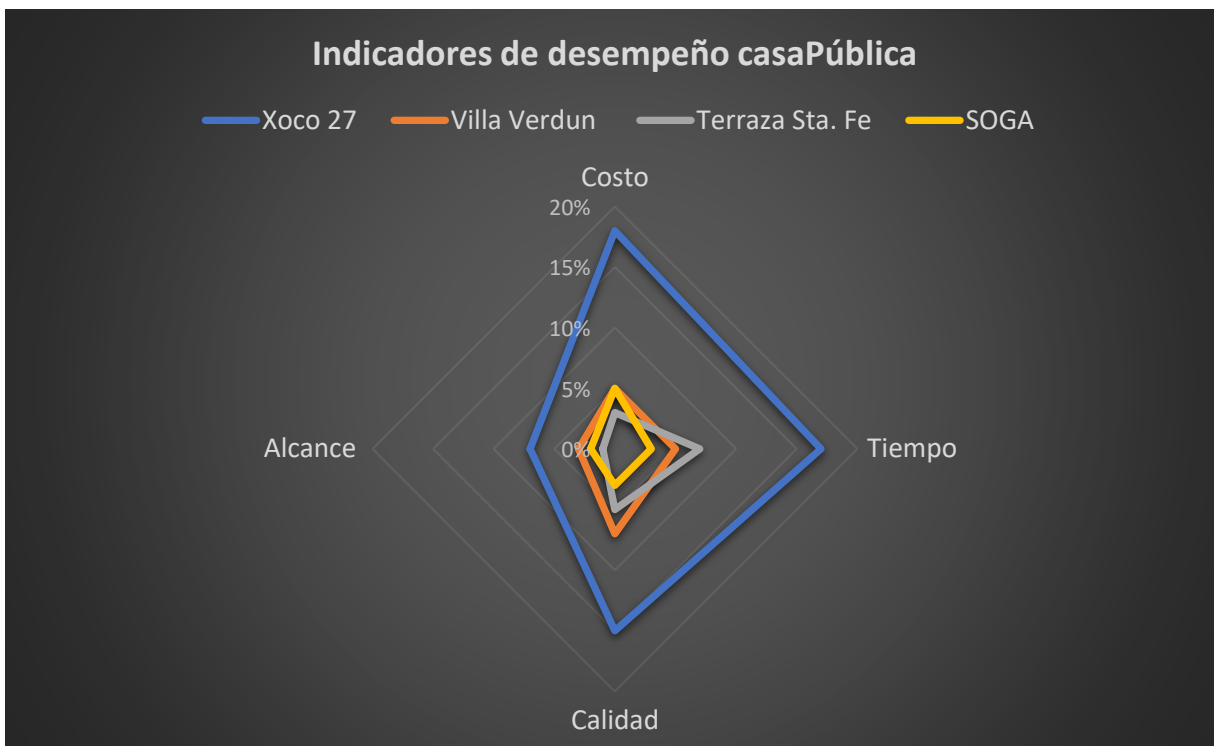 Indicadores de desempeño casaPública
Xoco 27 Villa Verdun Terraza Sta. Fe SOGA
Costo
20%
15%
10%
5%
Alcance 0% Tiempo
Calidad